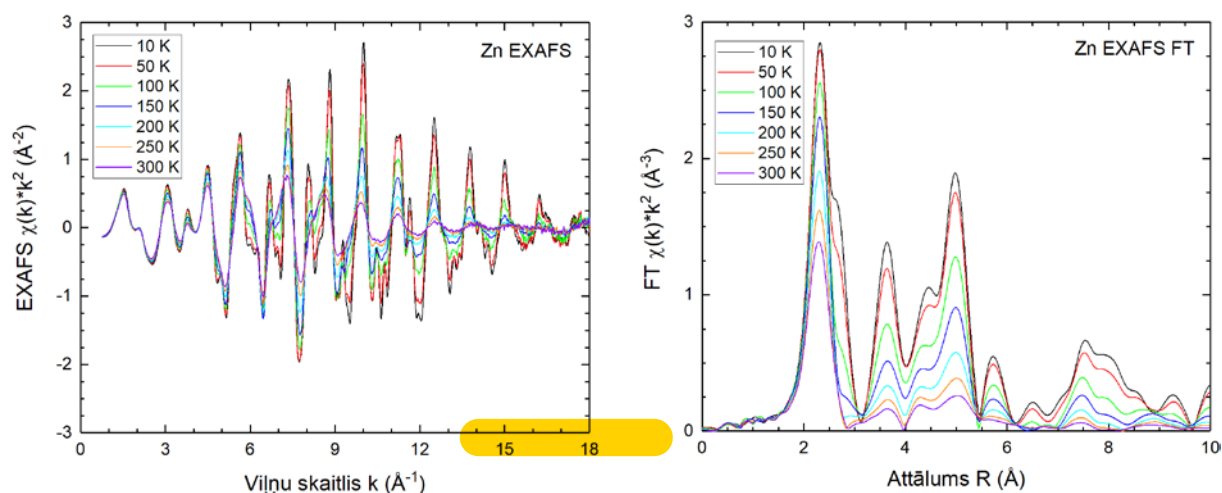 Zn EXAFS
10 K
50 K
100 K
150 K
200 K
250 K
300 K
EXAFS χ(k)*k² (Å⁻²)
3
2
1
0
-1
-2
-3
0 3 6 9 12 15 18
Viļņu skaitlis k (Å⁻¹)
Zn EXAFS FT
10 K
50 K
100 K
150 K
200 K
250 K
300 K
FT χ(k)*k² (Å⁻³)
3
2
1
0
0 2 4 6 8 10
Attālums R (Å)